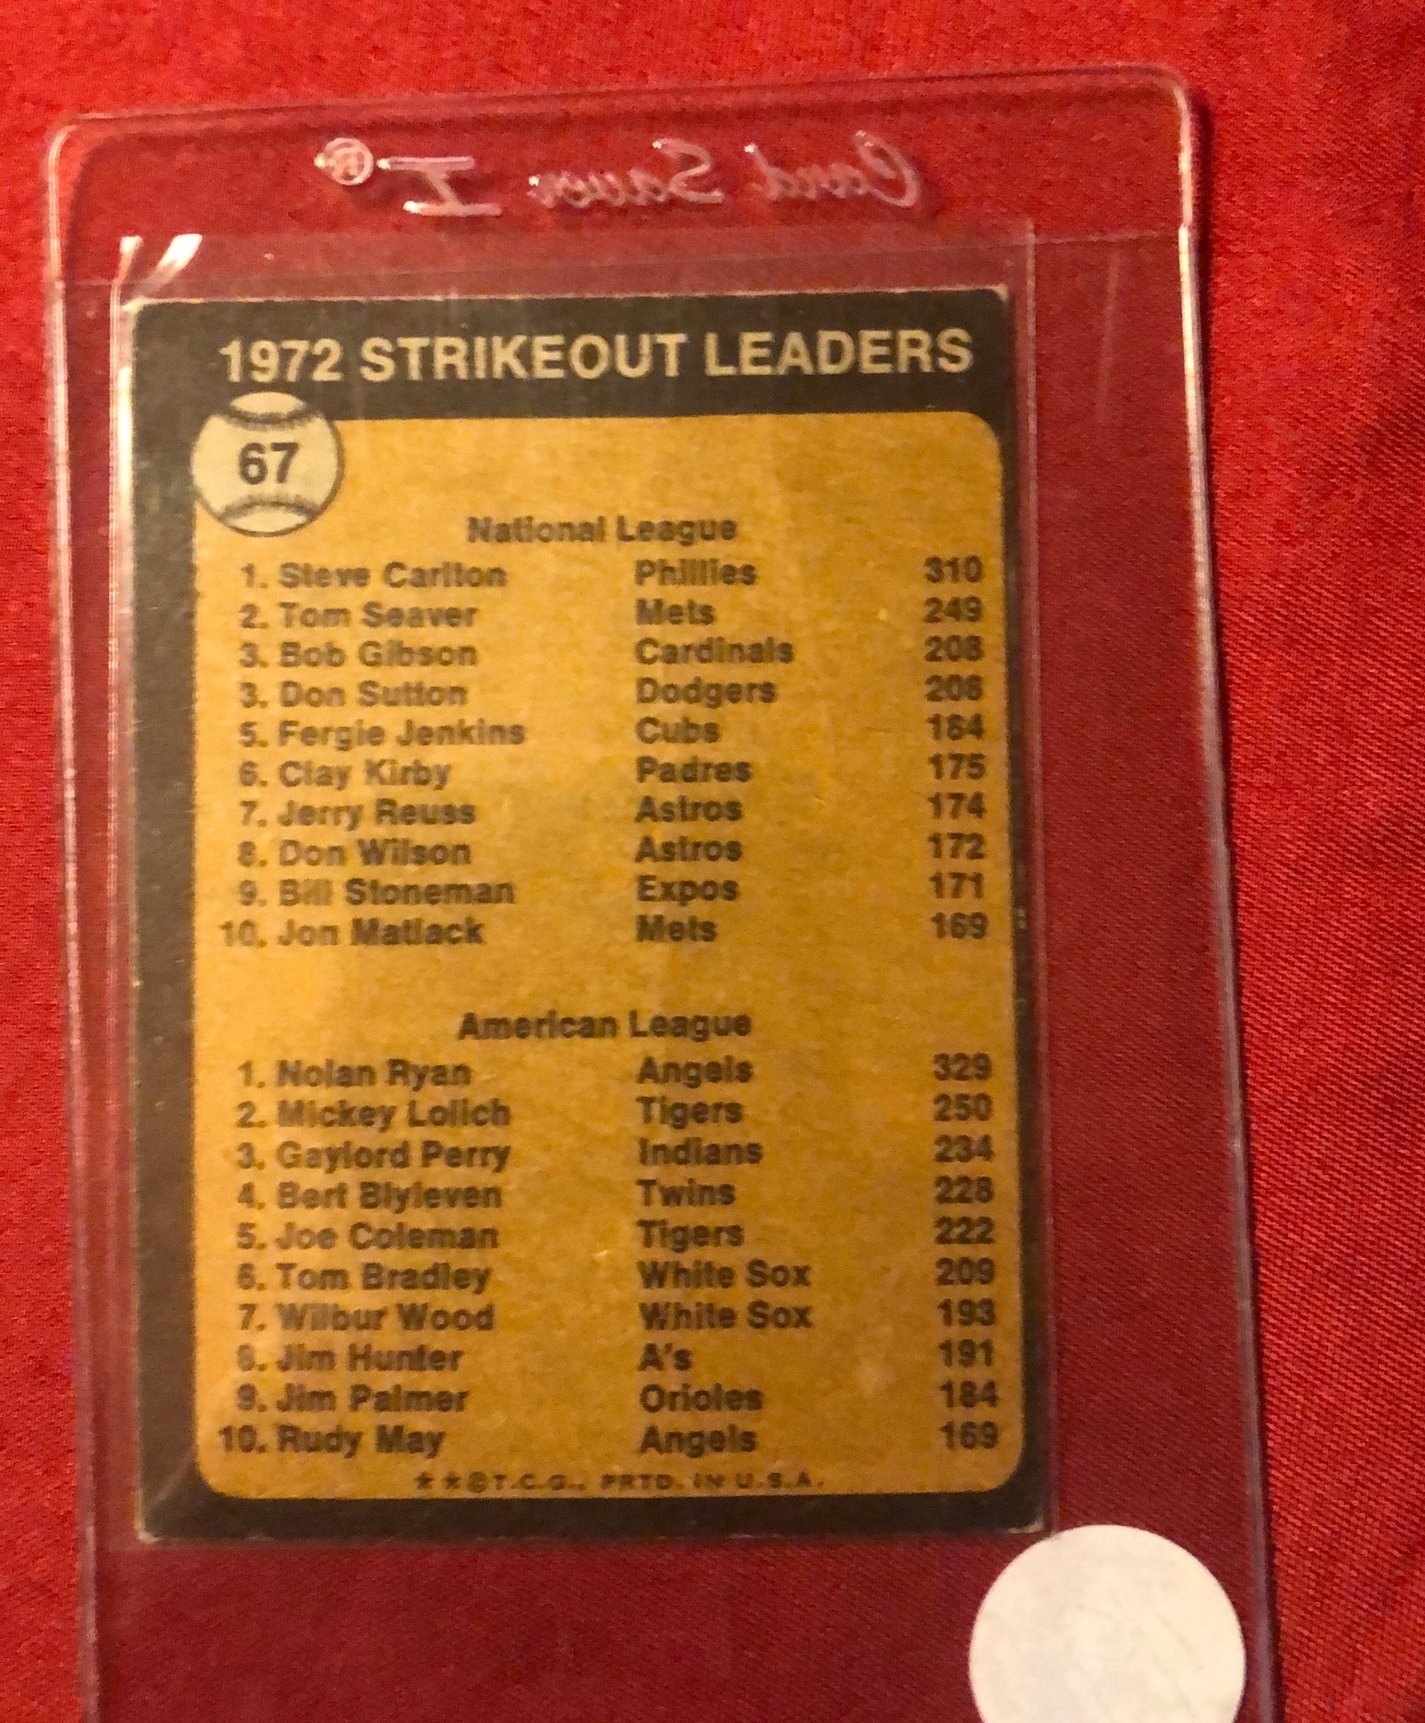 Card Saver I®
1972 STRIKEOUT LEADERS
67
National League
1. Steve Carlton Phillies 310
2. Tom Seaver Mets 249
3. Bob Gibson Cardinals 208
3. Don Sutton Dodgers 208
5. Fergie Jenkins Cubs 184
6. Clay Kirby Padres 175
7. Jerry Reuss Astros 174
8. Don Wilson Astros 172
9. Bill Stoneman Expos 171
10. Jon Matlack Mets 169
American League
1. Nolan Ryan Angels 329
2. Mickey Lolich Tigers 250
3. Gaylord Perry Indians 234
4. Bert Blyleven Twins 228
5. Joe Coleman Tigers 222
6. Tom Bradley White Sox 209
7. Wilbur Wood White Sox 193
8. Jim Hunter A's 191
9. Jim Palmer Orioles 184
10. Rudy May Angels 169
★★©T.C.G., PRTD. IN U.S.A.